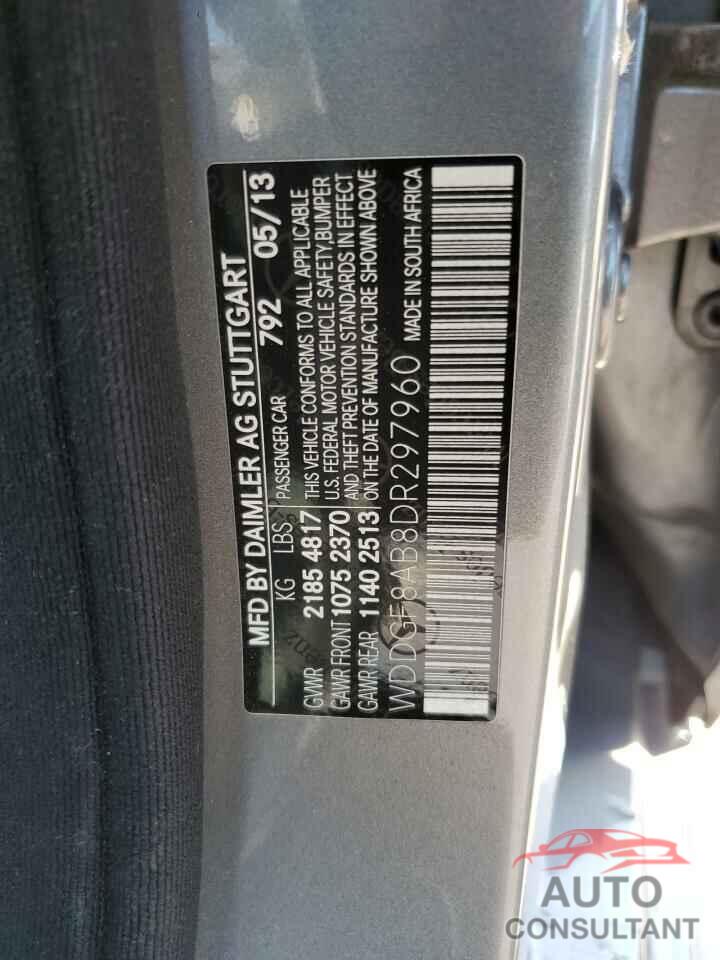 MFD BY DAIMLER AG STUTTGART
792 05/13
KG LBS PASSENGER CAR
GVWR 2185 4817 THIS VEHICLE CONFORMS TO ALL APPLICABLE
GAWR FRONT 1075 2370 U.S. FEDERAL MOTOR VEHICLE SAFETY, BUMPER
GAWR REAR 1140 2513 AND THEFT PREVENTION STANDARDS IN EFFECT
ON THE DATE OF MANUFACTURE SHOWN ABOVE
WDDGF8AB8DR297960 MADE IN SOUTH AFRICA
AUTO
CONSULTANT